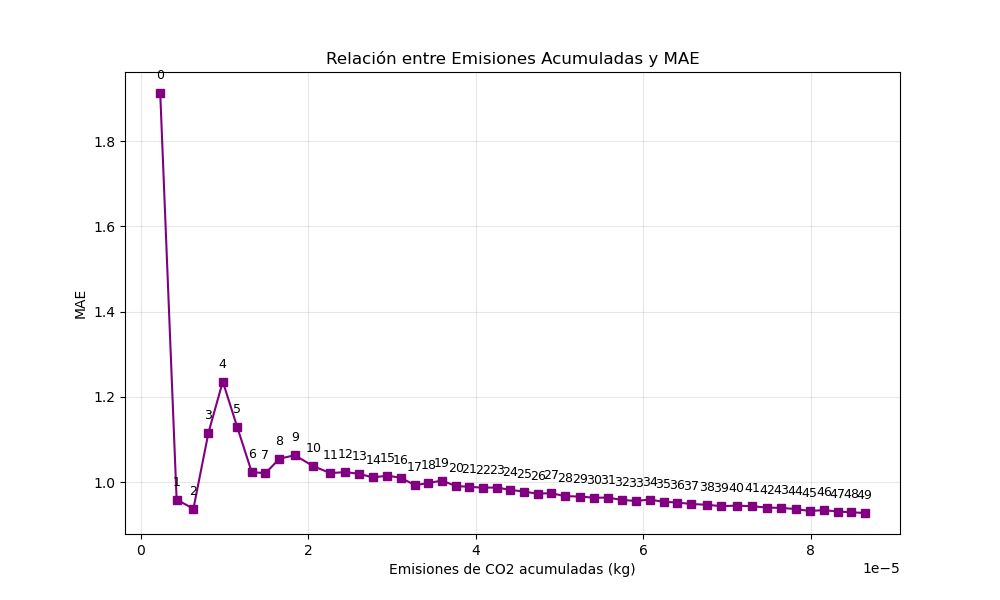 Relación entre Emisiones Acumuladas y MAE
MAE
1.8
1.6
1.4
1.2
1.0
0 1 2 3 4 5 6 7 8 9 10 11 12 13 14 15 16 17 18 19 20 21 22 23 24 25 26 27 28 29 30 31 32 33 34 35 36 37 38 39 40 41 42 43 44 45 46 47 48 49
0 2 4 6 8
1e−5
Emisiones de CO2 acumuladas (kg)